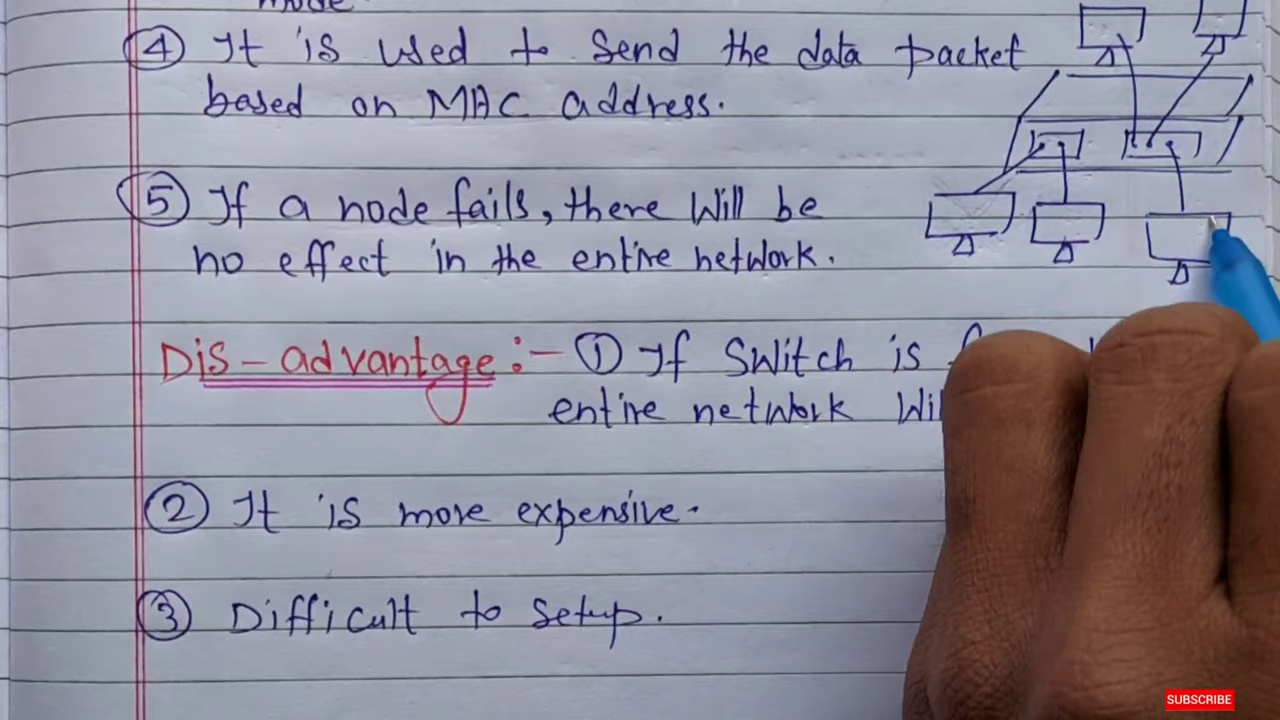 ④ It is used to send the data packet
based on MAC address.
⑤ If a node fails, there will be
no effect in the entire network.
Dis-advantage :- ① If Switch is
entire network
② It is more expensive.
③ Difficult to setup.
SUBSCRIBE